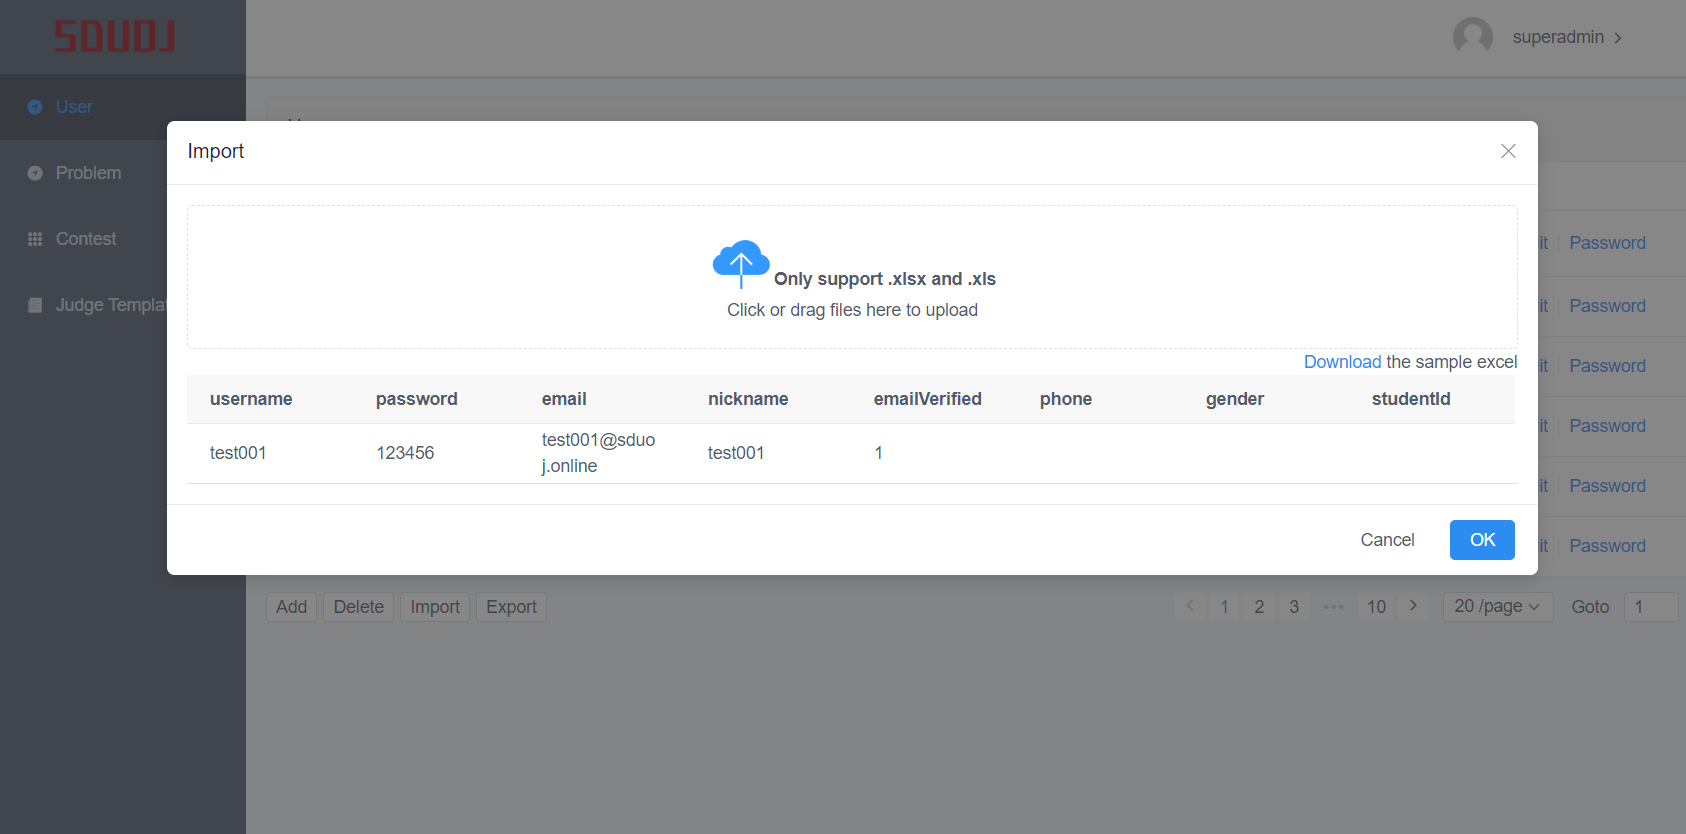 SDUOJ
superadmin
User
Problem
Contest
Judge Templat
Import
Only support .xlsx and .xls
Click or drag files here to upload
Download the sample excel
username password email nickname emailVerified phone gender studentId
test001 123456 test001@sduo
j.online test001 1
Cancel OK
it Password
it Password
it Password
it Password
it Password
it Password
Add Delete Import Export
1 2 3 ••• 10 20 /page Goto 1